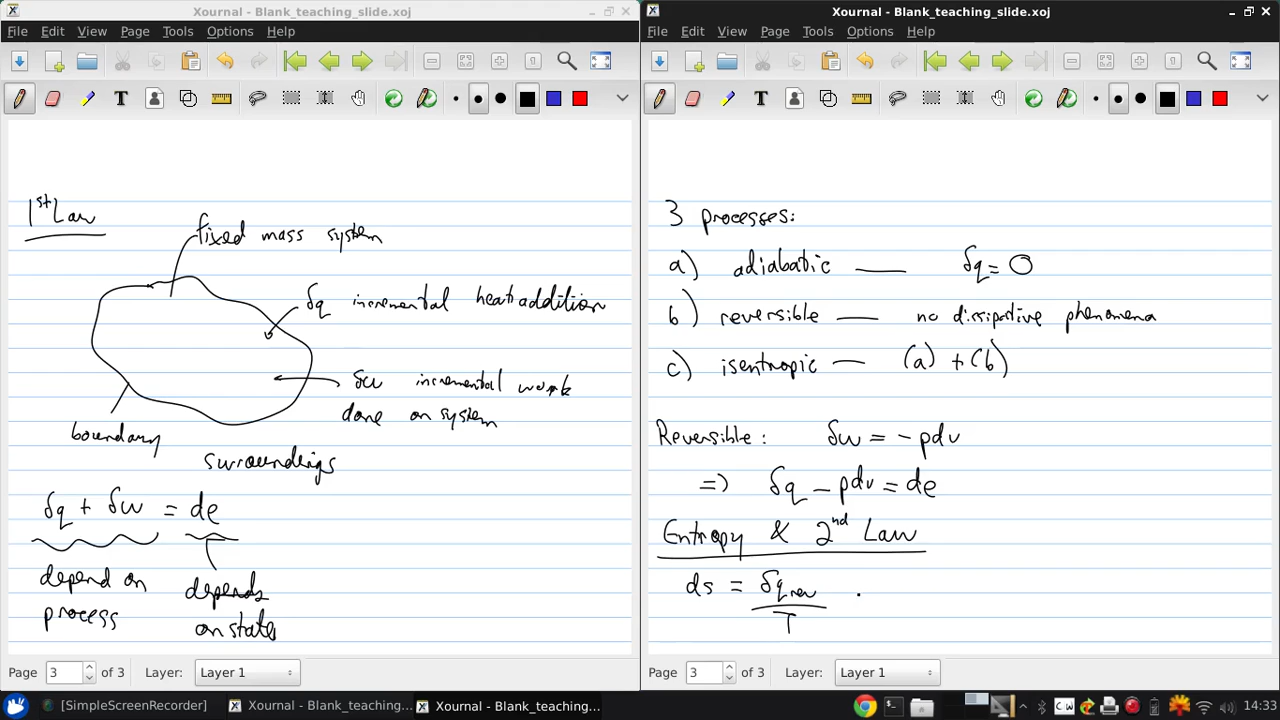 Xournal - Blank_teaching_slide.xoj
File Edit View Page Tools Options Help
1st Law
fixed mass system
δq incremental heat addition
δw incremental work
done on system
boundary
surroundings
δq + δw = de
depend on
process
depends
on state
Page 3 of 3 Layer: Layer 1
Xournal - Blank_teaching_slide.xoj
File Edit View Page Tools Options Help
3 processes:
a) adiabatic — δq = 0
b) reversible — no dissipative phenomena
c) isentropic — (a) + (b)
Reversible: δw = - pdv
=> δq - pdv = de
Entropy & 2nd Law
ds = δqrev
T
Page 3 of 3 Layer: Layer 1
[SimpleScreenRecorder] Xournal - Blank_teaching_slide.... Xournal - Blank_teaching_slide.... 14:33